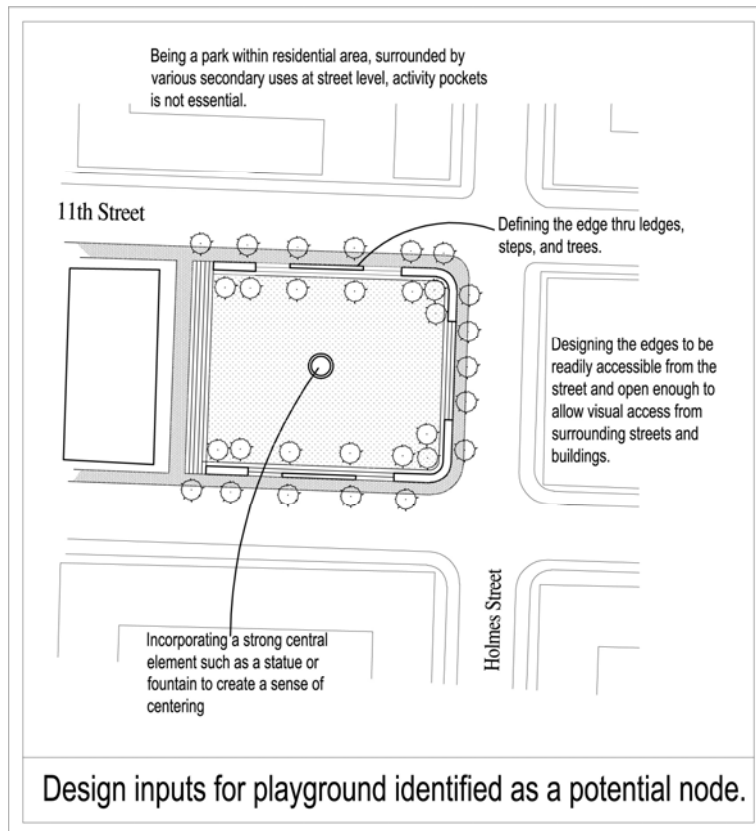 Being a park within residential area, surrounded by
various secondary uses at street level, activity pockets
is not essential.
11th Street
Defining the edge thru ledges,
steps, and trees.
Designing the edges to be
readily accessible from the
street and open enough to
allow visual access from
surrounding streets and
buildings.
Holmes Street
Incorporating a strong central
element such as a statue or
fountain to create a sense of
centering
Design inputs for playground identified as a potential node.